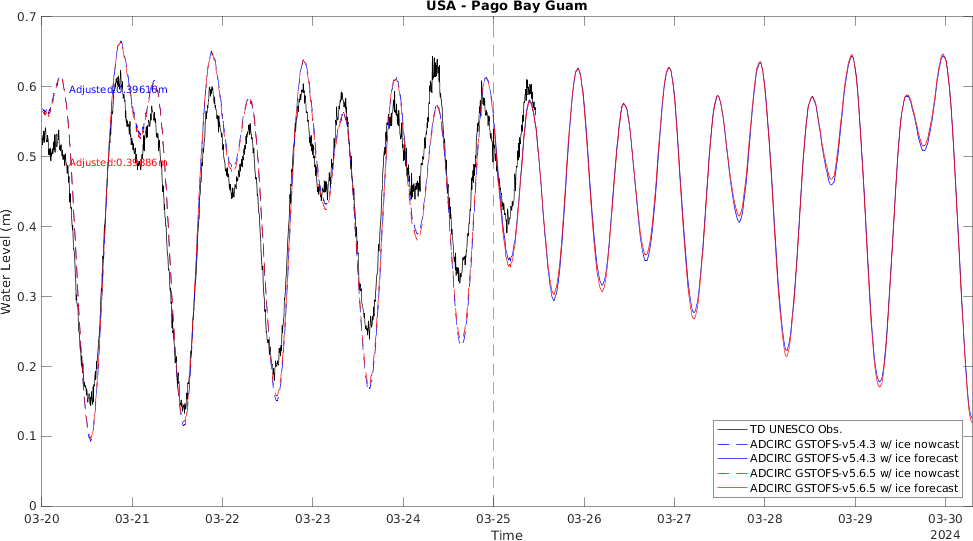 USA - Pago Bay Guam
0.7
0.6
0.5
0.4
0.3
0.2
0.1
0
Water Level (m)
Adjusted:0.39616m
Adjusted:0.39886m
TD UNESCO Obs.
ADCIRC GSTOFS-v5.4.3 w/ ice nowcast
ADCIRC GSTOFS-v5.4.3 w/ ice forecast
ADCIRC GSTOFS-v5.6.5 w/ ice nowcast
ADCIRC GSTOFS-v5.6.5 w/ ice forecast
03-20 03-21 03-22 03-23 03-24 03-25 03-26 03-27 03-28 03-29 03-30
Time
2024